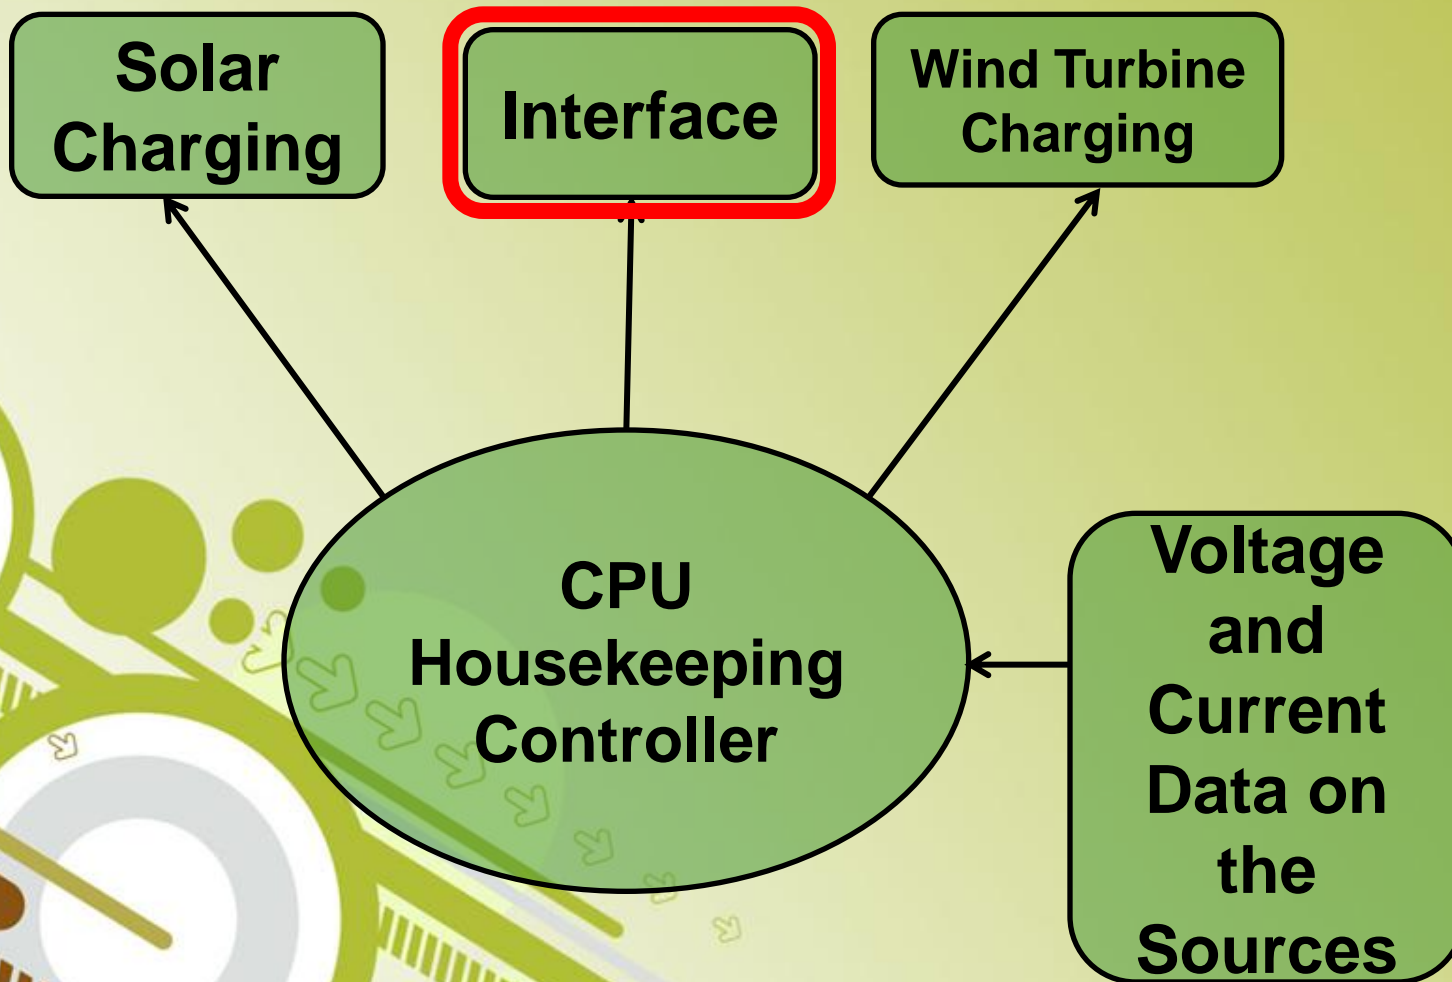 Solar
Charging
Interface
Wind Turbine
Charging
CPU
Housekeeping
Controller
Voltage
and
Current
Data on
the
Sources